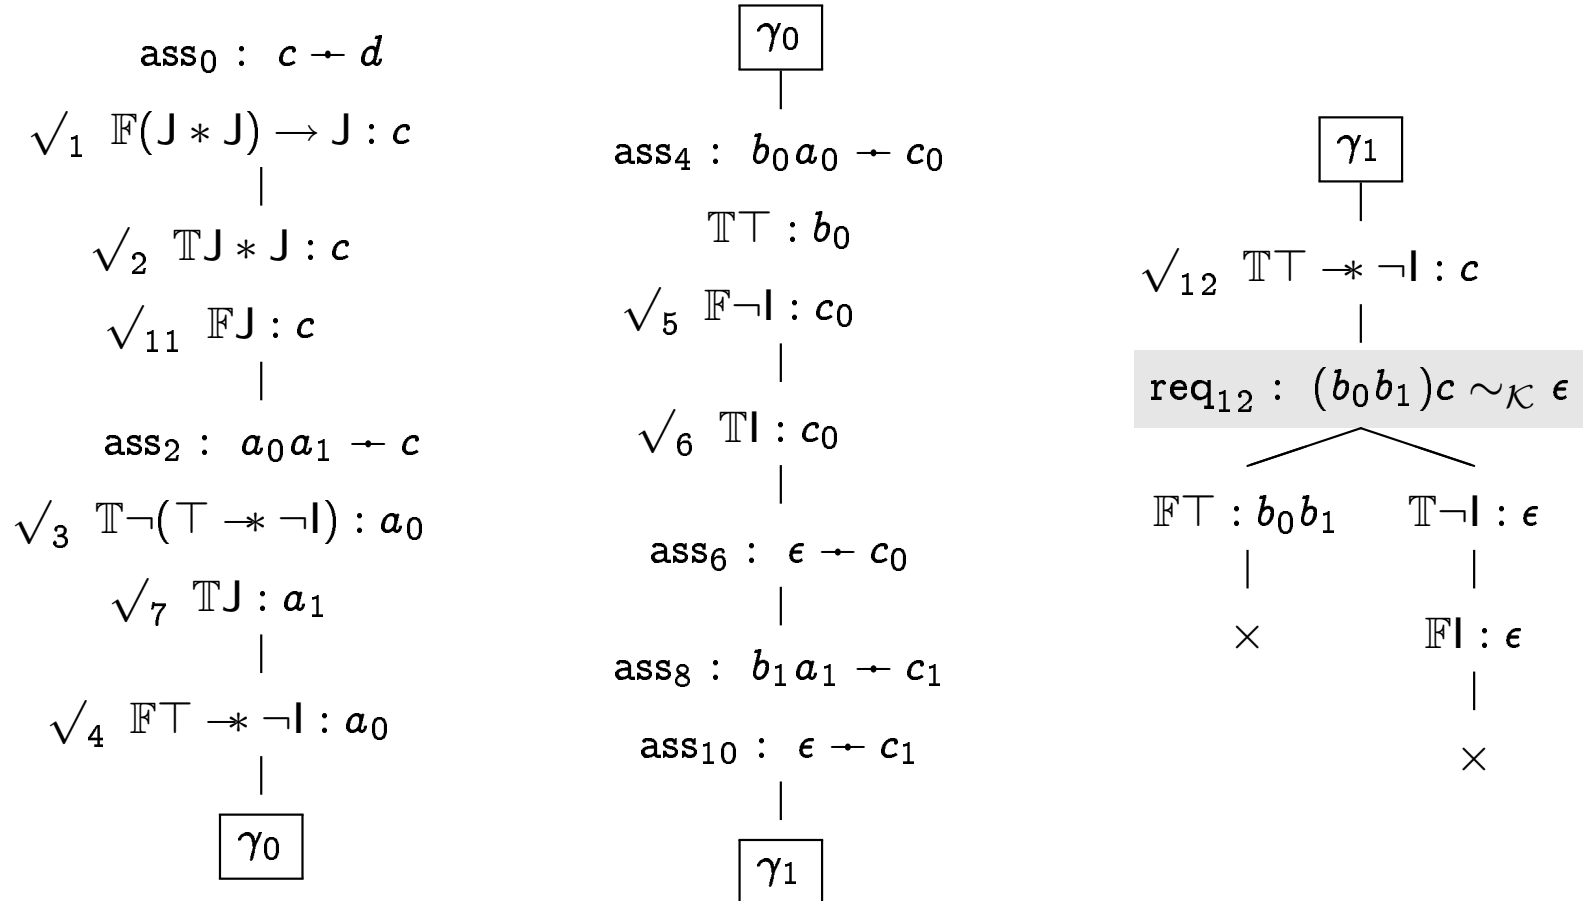 ass₀ : c ⤙ d
√₁ 𝔽(J ∗ J) → J : c
√₂ 𝕋J ∗ J : c
√₁₁ 𝔽J : c
ass₂ : a₀a₁ ⤙ c
√₃ 𝕋¬(⊤ −∗ ¬I) : a₀
√₇ 𝕋J : a₁
√₄ 𝔽⊤ −∗ ¬I : a₀
γ₀
γ₀
ass₄ : b₀a₀ ⤙ c₀
𝕋⊤ : b₀
√₅ 𝔽¬I : c₀
√₆ 𝕋I : c₀
ass₆ : ϵ ⤙ c₀
ass₈ : b₁a₁ ⤙ c₁
ass₁₀ : ϵ ⤙ c₁
γ₁
γ₁
√₁₂ 𝕋⊤ −∗ ¬I : c
req₁₂ : (b₀b₁)c ∼𝒦 ϵ
𝔽⊤ : b₀b₁ 𝕋¬I : ϵ
× 𝔽I : ϵ
×